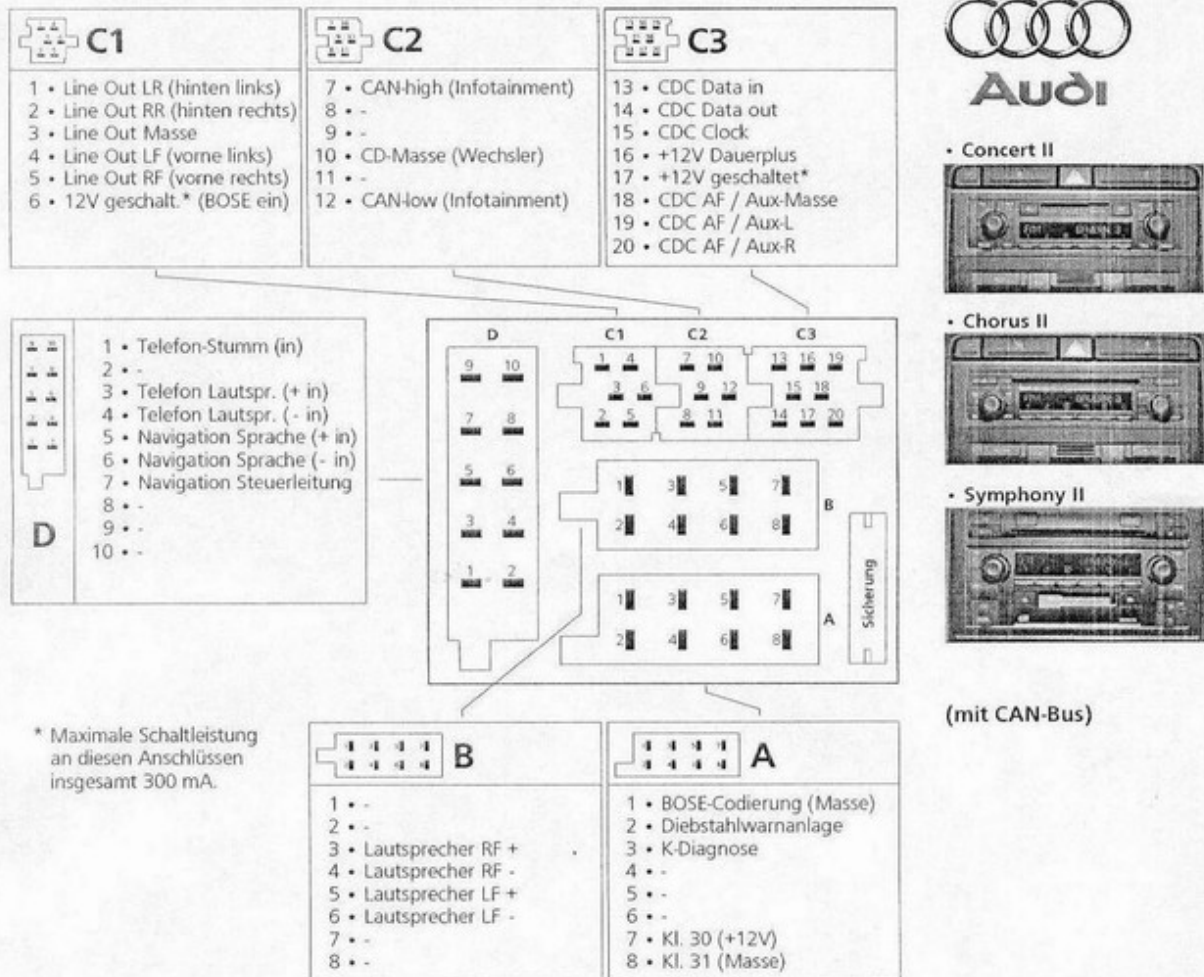 C1
1 • Line Out LR (hinten links)
2 • Line Out RR (hinten rechts)
3 • Line Out Masse
4 • Line Out LF (vorne links)
5 • Line Out RF (vorne rechts)
6 • 12V geschalt.* (BOSE ein)
C2
7 • CAN-high (Infotainment)
8 • -
9 • -
10 • CD-Masse (Wechsler)
11 • -
12 • CAN-low (Infotainment)
C3
13 • CDC Data in
14 • CDC Data out
15 • CDC Clock
16 • +12V Dauerplus
17 • +12V geschaltet*
18 • CDC AF / Aux-Masse
19 • CDC AF / Aux-L
20 • CDC AF / Aux-R
Audi
• Concert II
• Chorus II
• Symphony II
(mit CAN-Bus)
D
1 • Telefon-Stumm (in)
2 • -
3 • Telefon Lautspr. (+ in)
4 • Telefon Lautspr. (- in)
5 • Navigation Sprache (+ in)
6 • Navigation Sprache (- in)
7 • Navigation Steuerleitung
8 • -
9 • -
10 • -
D C1 C2 C3
9 10
7 8
5 6
3 4
1 2
1 4 7 10 13 16 19
3 6 9 12 15 18
2 5 8 11 14 17 20
1 3 5 7
2 4 6 8
B
1 3 5 7
2 4 6 8
A
Sicherung
* Maximale Schaltleistung
an diesen Anschlüssen
insgesamt 300 mA.
B
1 • -
2 • -
3 • Lautsprecher RF +
4 • Lautsprecher RF -
5 • Lautsprecher LF +
6 • Lautsprecher LF -
7 • -
8 • -
A
1 • BOSE-Codierung (Masse)
2 • Diebstahlwarnanlage
3 • K-Diagnose
4 • -
5 • -
6 • -
7 • Kl. 30 (+12V)
8 • Kl. 31 (Masse)